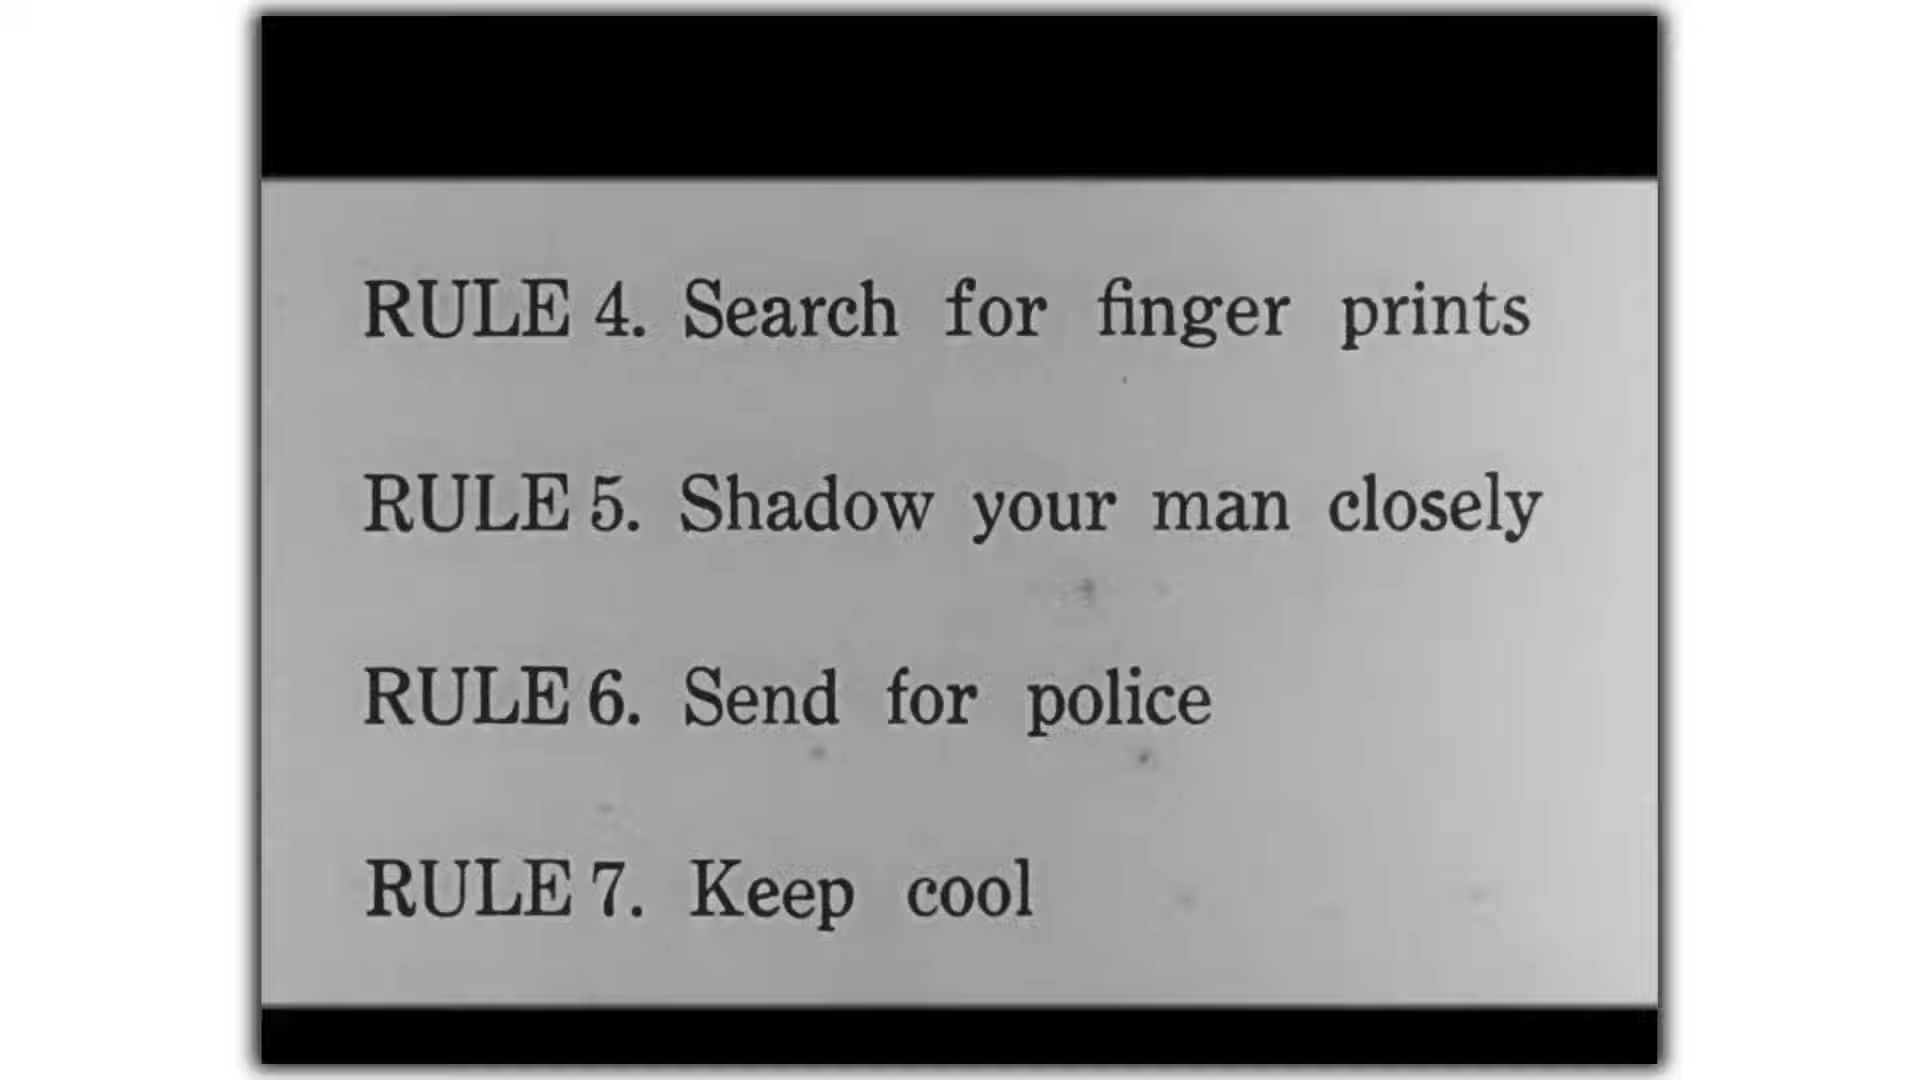 RULE 4. Search for finger prints
RULE 5. Shadow your man closely
RULE 6. Send for police
RULE 7. Keep cool